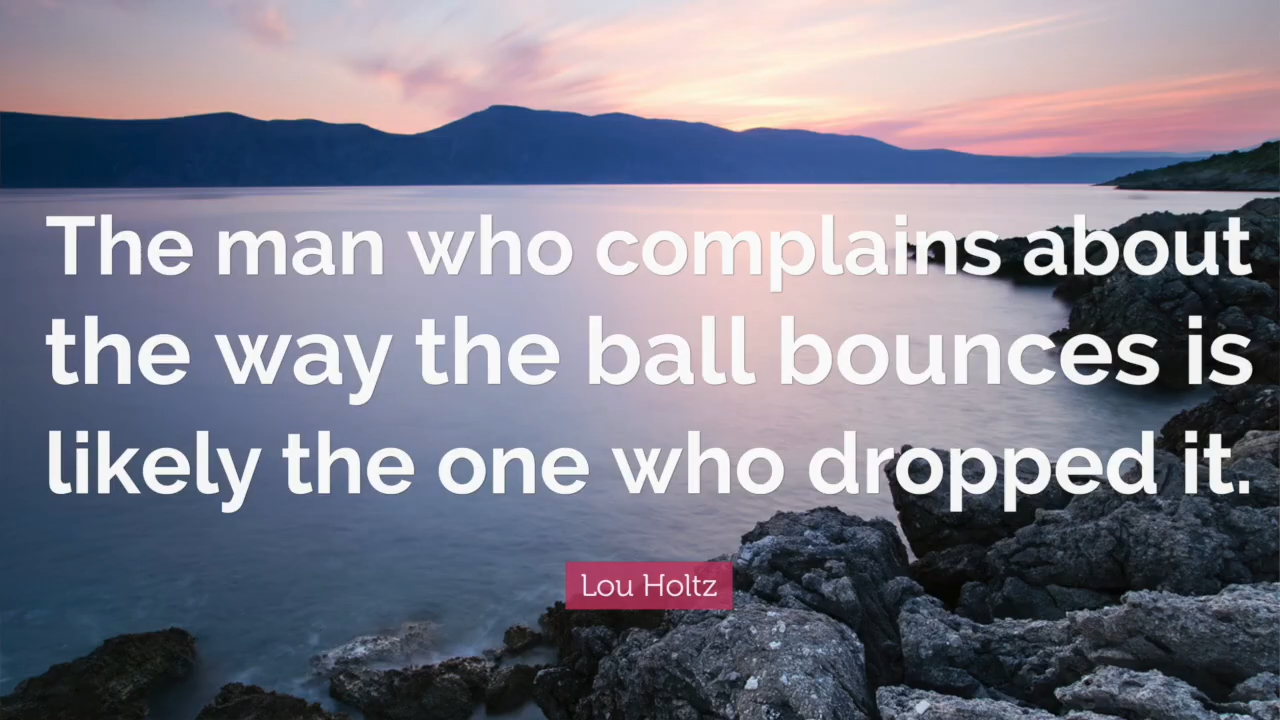 The man who complains about
the way the ball bounces is
likely the one who dropped it.
Lou Holtz